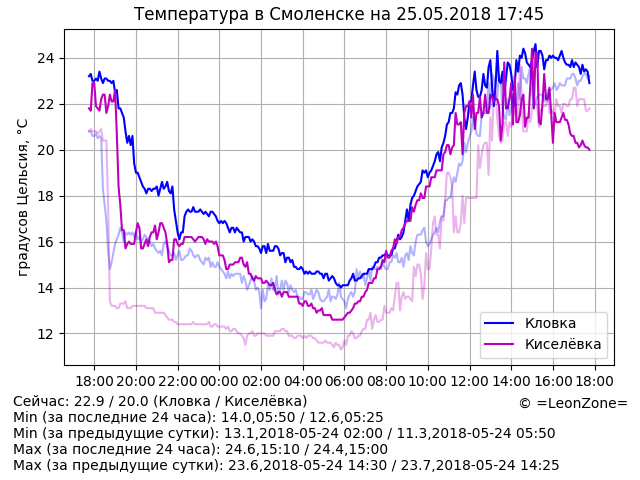 Температура в Смоленске на 25.05.2018 17:45
градусов Цельсия, °C
24
22
20
18
16
14
12
18:00 20:00 22:00 00:00 02:00 04:00 06:00 08:00 10:00 12:00 14:00 16:00 18:00
Кловка
Киселёвка
Сейчас: 22.9 / 20.0 (Кловка / Киселёвка)
© =LeonZone=
Min (за последние 24 часа): 14.0,05:50 / 12.6,05:25
Min (за предыдущие сутки): 13.1,2018-05-24 02:00 / 11.3,2018-05-24 05:50
Max (за последние 24 часа): 24.6,15:10 / 24.4,15:00
Max (за предыдущие сутки): 23.6,2018-05-24 14:30 / 23.7,2018-05-24 14:25